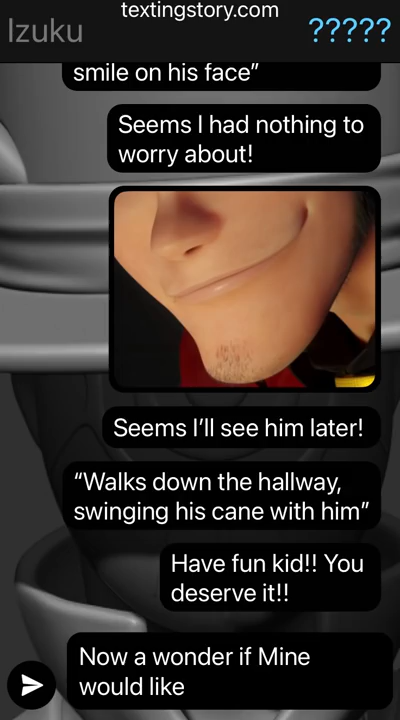 textingstory.com
Izuku
?????
smile on his face”
Seems I had nothing to
worry about!
Seems I’ll see him later!
“Walks down the hallway,
swinging his cane with him”
Have fun kid!! You
deserve it!!
Now a wonder if Mine
would like